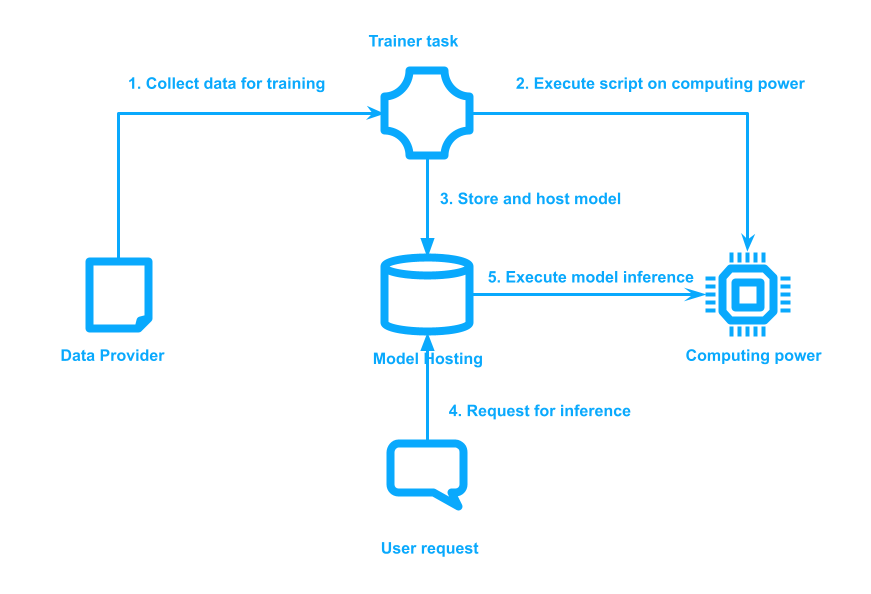 Trainer task
1. Collect data for training
2. Execute script on computing power
3. Store and host model
5. Execute model inference
Data Provider
Model Hosting
Computing power
4. Request for inference
User request